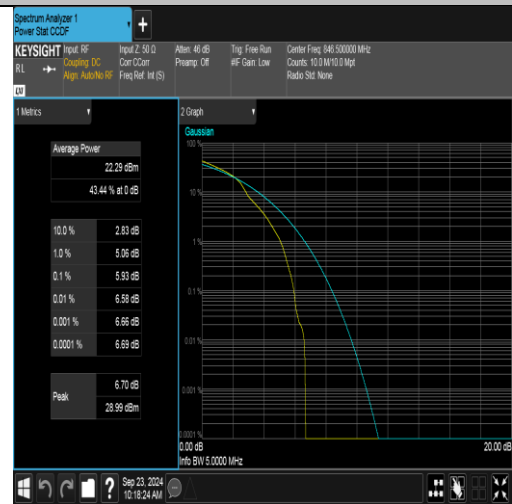 Spectrum Analyzer 1
Power Stat CCDF
+
KEYSIGHT
RL
LXI
Input: RF
Coupling: DC
Align: Auto/No RF
Input Z: 50 Ω
Corr CCorr
Freq Ref: Int (S)
Atten: 46 dB
Preamp: Off
Trig: Free Run
#IF Gain: Low
Center Freq: 846.500000 MHz
Counts: 10.0 M/10.0 Mpt
Radio Std: None
1 Metrics
Average Power
22.29 dBm
43.44 % at 0 dB
10.0 % 2.83 dB
1.0 % 5.06 dB
0.1 % 5.93 dB
0.01 % 6.58 dB
0.001 % 6.66 dB
0.0001 % 6.69 dB
Peak
6.70 dB
28.99 dBm
2 Graph
Gaussian
100 %
10 %
1 %
0.1 %
0.01 %
0.001 %
0.0001 %
0.00 dB
20.00 dB
Info BW 5.0000 MHz
?
Sep 23, 2024
10:18:24 AM